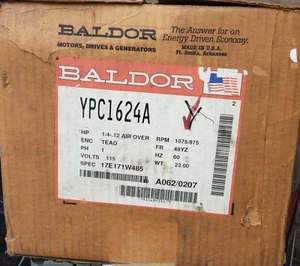 BALDOR
MOTORS, DRIVES & GENERATORS
The Answer for an
Energy Driven Economy.
MADE IN U.S.A.
Ft. Smith, Arkansas
BALDOR
YPC1624A
2
HP 1/4-.12 AIR OVER RPM 1075/875
ENC TEAO FR 48YZ
PH 1 HZ 60
VOLTS 115 WT 23.00
SPEC 17E171W485
A062/0207